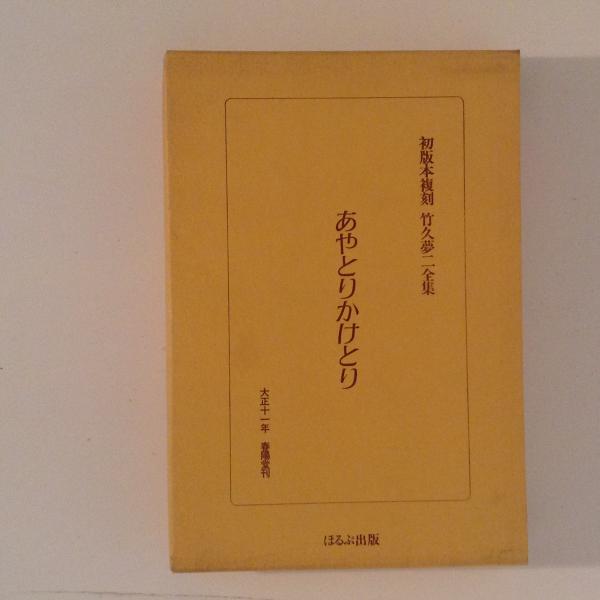 初版本複刻 竹久夢二全集
あやとりかけとり
大正十一年 春陽堂刊
ほるぷ出版